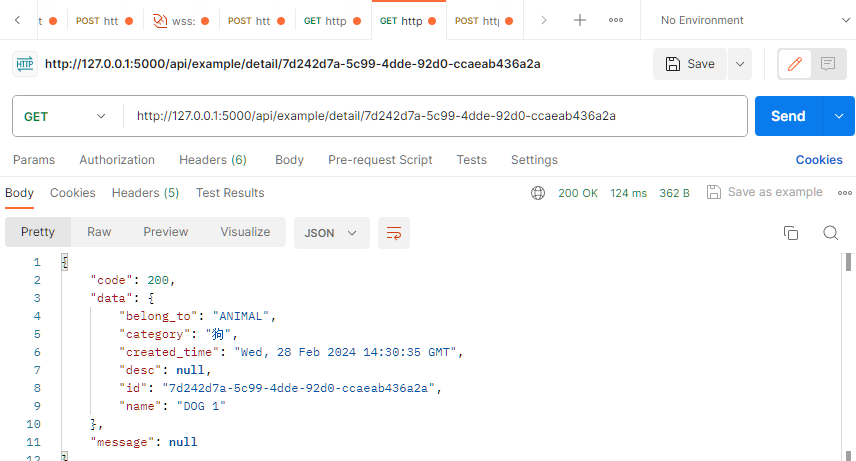 t POST htt wss: POST htt GET http GET http POST http No Environment
HTTP http://127.0.0.1:5000/api/example/detail/7d242d7a-5c99-4dde-92d0-ccaeab436a2a Save
GET http://127.0.0.1:5000/api/example/detail/7d242d7a-5c99-4dde-92d0-ccaeab436a2a Send
Params Authorization Headers (6) Body Pre-request Script Tests Settings Cookies
Body Cookies Headers (5) Test Results 200 OK 124 ms 362 B Save as example
Pretty Raw Preview Visualize JSON
1 {
2 "code": 200,
3 "data": {
4 "belong_to": "ANIMAL",
5 "category": "狗",
6 "created_time": "Wed, 28 Feb 2024 14:30:35 GMT",
7 "desc": null,
8 "id": "7d242d7a-5c99-4dde-92d0-ccaeab436a2a",
9 "name": "DOG 1"
10 },
11 "message": null
12 }